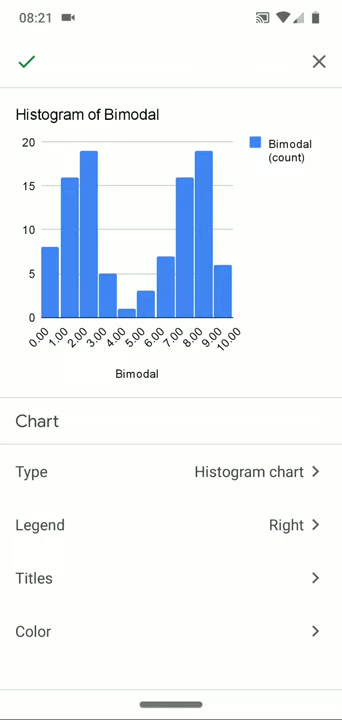 08:21
Histogram of Bimodal
20
15
10
5
0
Bimodal
(count)
0.00
1.00
2.00
3.00
4.00
5.00
6.00
7.00
8.00
9.00
10.00
Bimodal
Chart
Type Histogram chart
Legend Right
Titles
Color